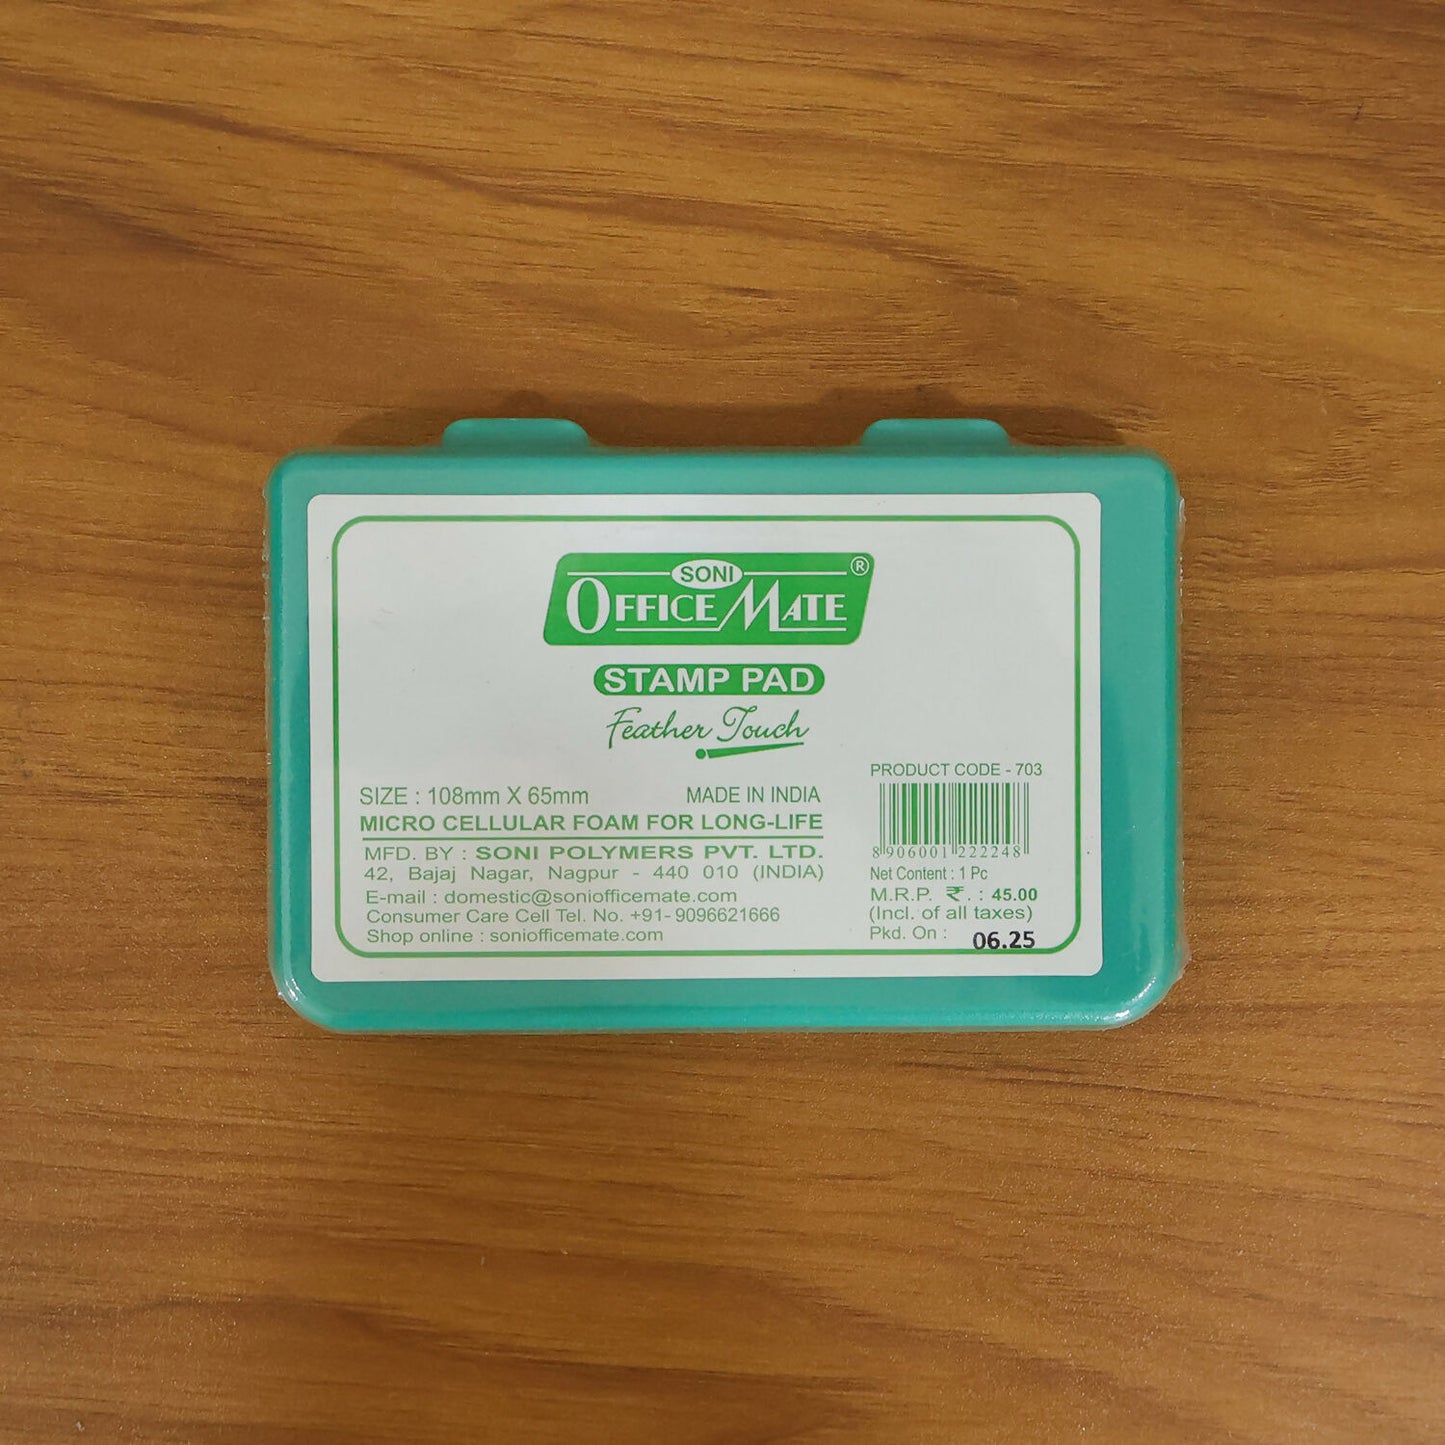 SONI
OFFICE MATE ®
STAMP PAD
Feather Touch
SIZE : 108mm X 65mm MADE IN INDIA
MICRO CELLULAR FOAM FOR LONG-LIFE
MFD. BY : SONI POLYMERS PVT. LTD.
42, Bajaj Nagar, Nagpur - 440 010 (INDIA)
E-mail : domestic@soniofficemate.com
Consumer Care Cell Tel. No. +91- 9096621666
Shop online : soniofficemate.com
PRODUCT CODE - 703
8 906001 222248
Net Content : 1 Pc
M.R.P. ₹. : 45.00
(Incl. of all taxes)
Pkd. On : 06.25